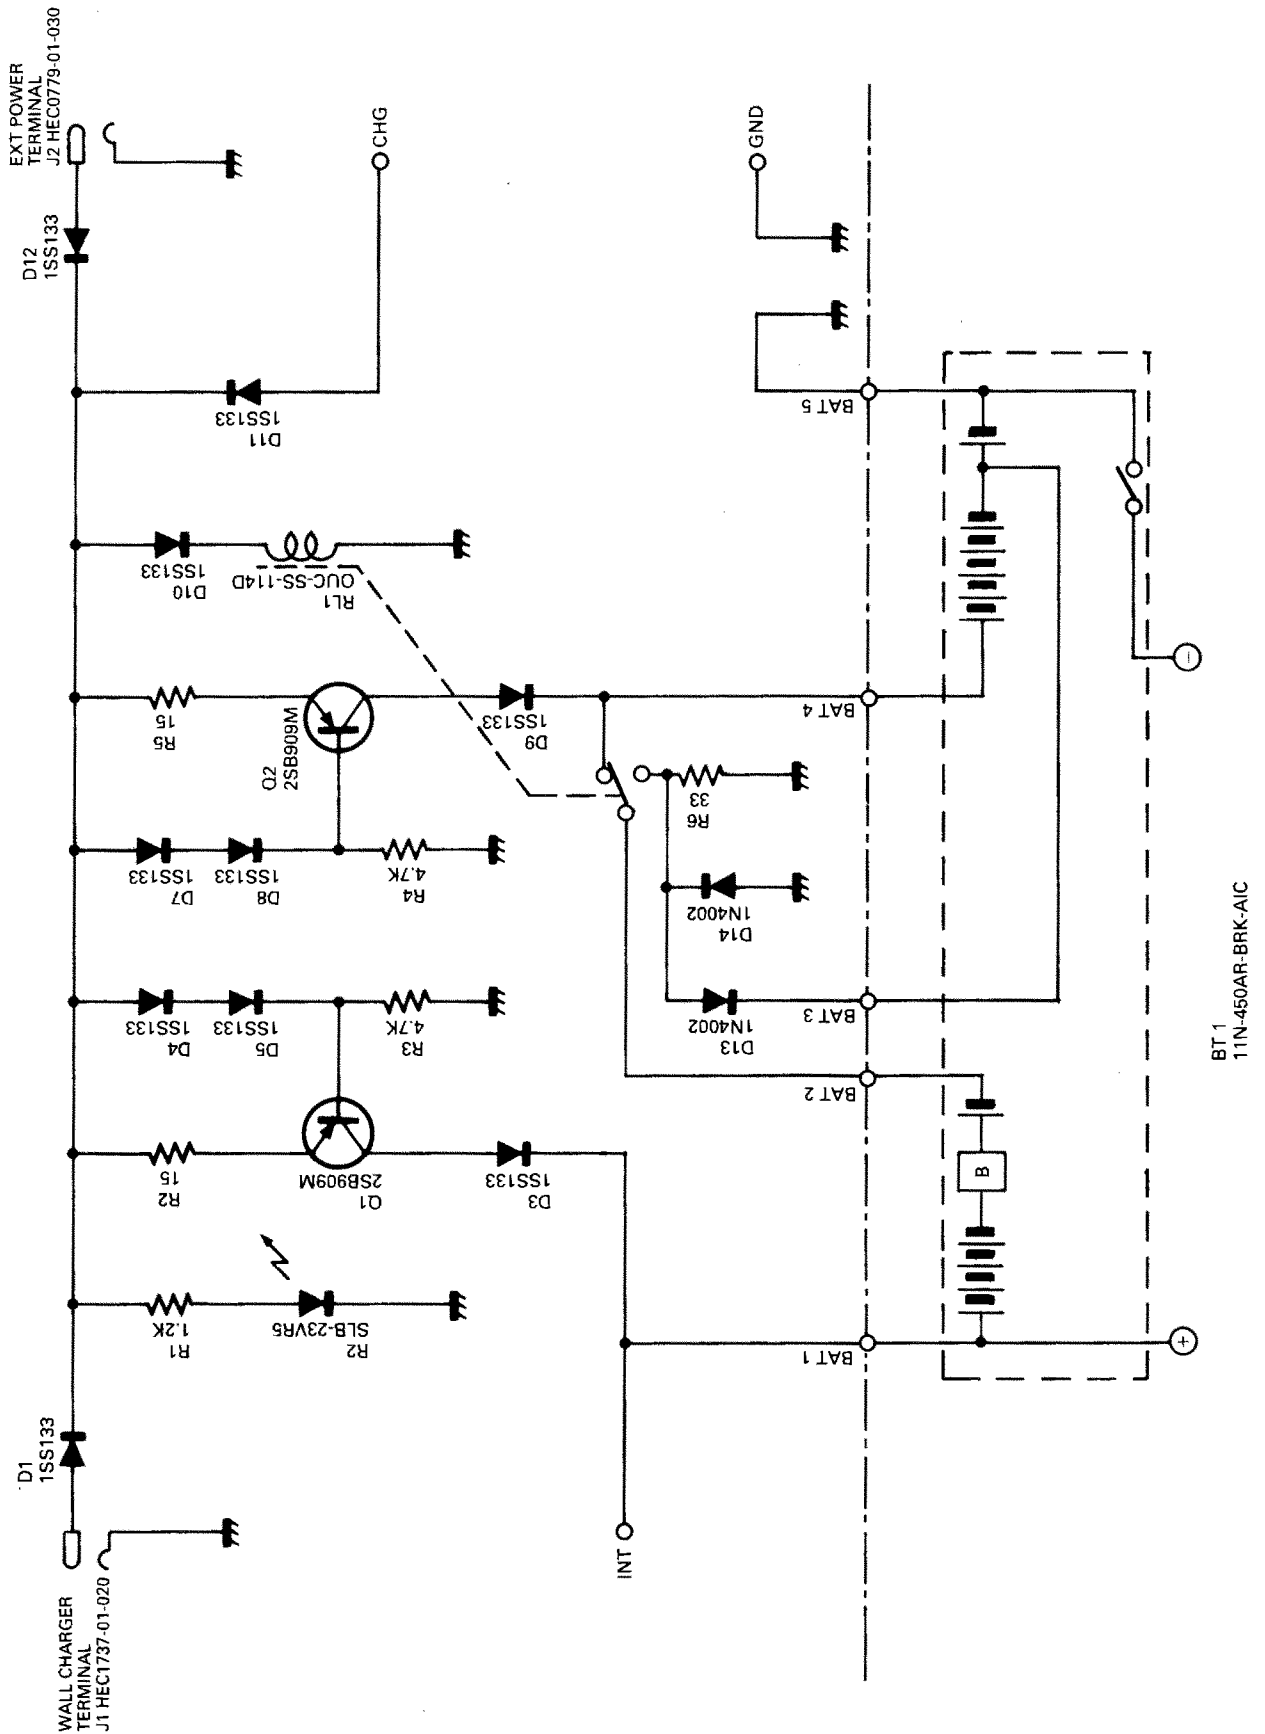 WALL CHARGER
TERMINAL
J1 HEC1737-01-020
D1
1SS133
D12
1SS133
EXT POWER
TERMINAL
J2 HEC0779-01-030
R1
1.2K
R2
SLB-23VR5
R2
15
Q1
2SB909M
D3
1SS133
D4
1SS133
D5
1SS133
R3
4.7K
D7
1SS133
D8
1SS133
R4
4.7K
R5
15
Q2
2SB909M
D9
1SS133
D10
1SS133
RL1
OUC-SS-114D
D11
1SS133
CHG
GND
INT
R6
33
D14
1N4002
D13
1N4002
BAT 1
BAT 2
BAT 3
BAT 4
BAT 5
B
+
−
BT 1
11N-450AR-BRK-AIC